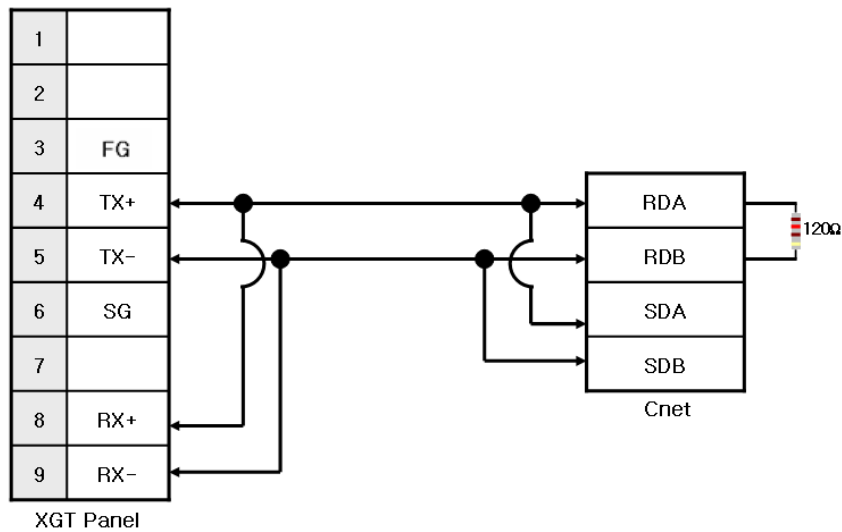 1
2
3 FG
4 TX+ RDA
120Ω
5 TX- RDB
6 SG SDA
7 SDB
Cnet
8 RX+
9 RX-
XGT Panel